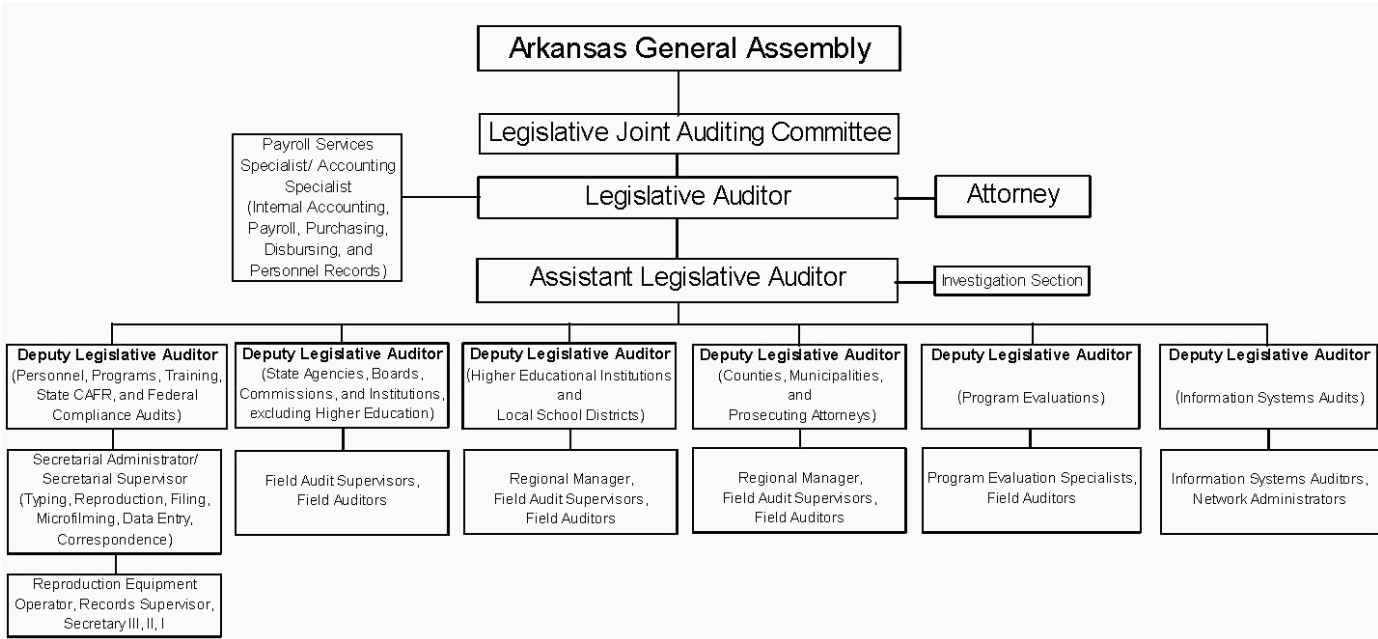 Arkansas General Assembly
Legislative Joint Auditing Committee
Payroll Services
Specialist/ Accounting
Specialist
(Internal Accounting,
Payroll, Purchasing,
Disbursing, and
Personnel Records)
Legislative Auditor
Attorney
Assistant Legislative Auditor
Investigation Section
Deputy Legislative Auditor
(Personnel, Programs, Training,
State CAFR, and Federal
Compliance Audits)
Deputy Legislative Auditor
(State Agencies, Boards,
Commissions, and Institutions,
excluding Higher Education)
Deputy Legislative Auditor
(Higher Educational Institutions
and
Local School Districts)
Deputy Legislative Auditor
(Counties, Municipalities,
and
Prosecuting Attorneys)
Deputy Legislative Auditor
(Program Evaluations)
Deputy Legislative Auditor
(Information Systems Audits)
Secretarial Administrator/
Secretarial Supervisor
(Typing, Reproduction, Filing,
Microfilming, Data Entry,
Correspondence)
Field Audit Supervisors,
Field Auditors
Regional Manager,
Field Audit Supervisors,
Field Auditors
Regional Manager,
Field Audit Supervisors,
Field Auditors
Program Evaluation Specialists,
Field Auditors
Information Systems Auditors,
Network Administrators
Reproduction Equipment
Operator, Records Supervisor,
Secretary III, II, I